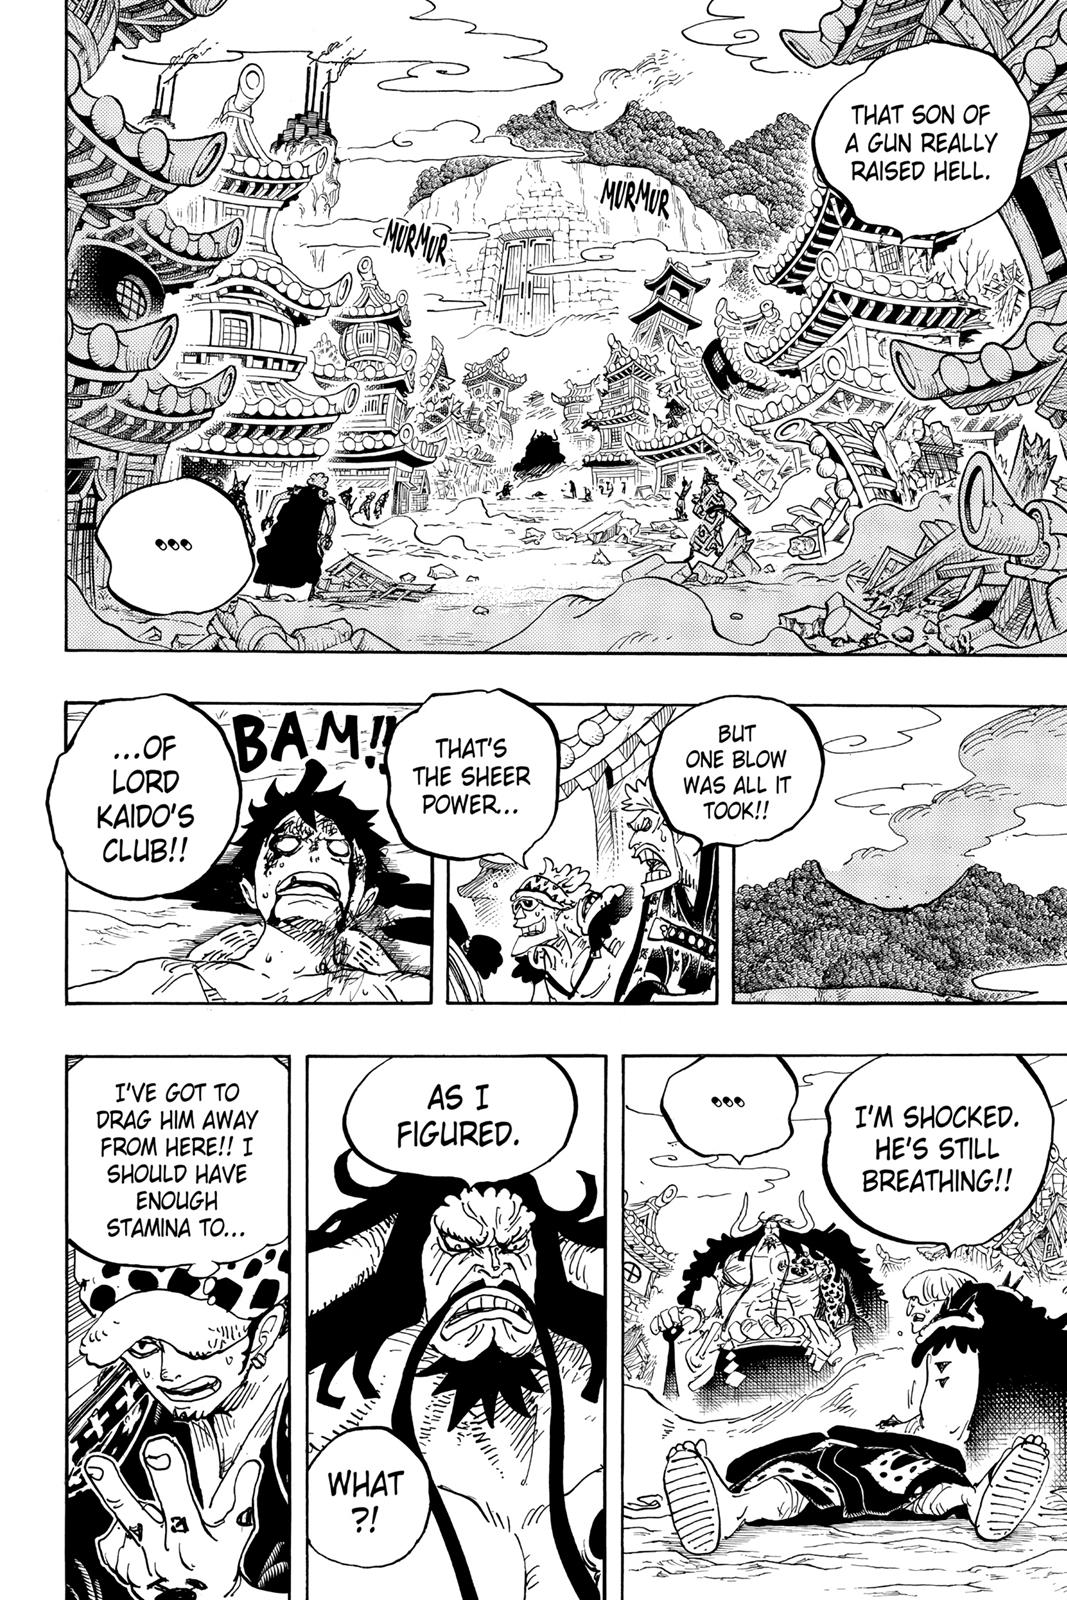 THAT SON OF
A GUN REALLY
RAISED HELL.
MURMUR
MURMUR
...
BUT
ONE BLOW
WAS ALL IT
TOOK!!
THAT'S
THE SHEER
POWER...
BAM!!
...OF
LORD
KAIDO'S
CLUB!!
I'M SHOCKED.
HE'S STILL
BREATHING!!
...
AS I
FIGURED.
WHAT
?!
I'VE GOT TO
DRAG HIM AWAY
FROM HERE!! I
SHOULD HAVE
ENOUGH
STAMINA TO...